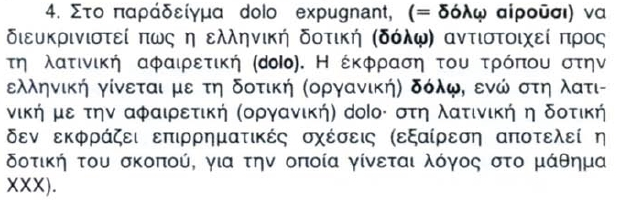 4. Στο παράδειγμα dolo expugnant, (= δόλῳ αἱροῦσι) να
διευκρινιστεί πως η ελληνική δοτική (δόλῳ) αντιστοιχεί προς
τη λατινική αφαιρετική (dolo). Η έκφραση του τρόπου στην
ελληνική γίνεται με τη δοτική (οργανική) δόλῳ, ενώ στη λατι-
νική με την αφαιρετική (οργανική) dolo· στη λατινική η δοτική
δεν εκφράζει επιρρηματικές σχέσεις (εξαίρεση αποτελεί η
δοτική του σκοπού, για την οποία γίνεται λόγος στο μάθημα
XXX).